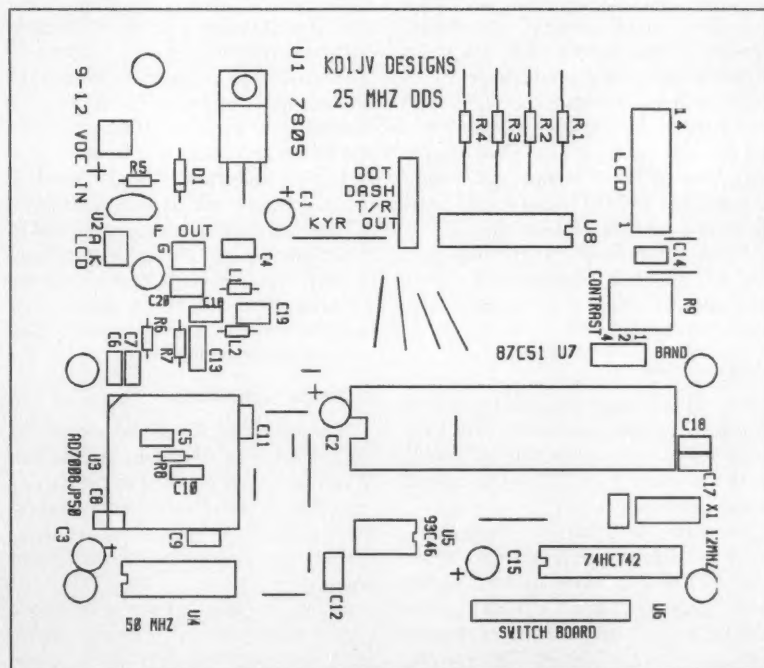 KD1JV DESIGNS
25 MHZ DDS
9-12 VDC IN
+
U1 7805
R4
R3
R2
R1
14
LCD
1
R5
D1
+
C1
DOT
DASH
T/R
KYR OUT
U8
U2
A K
LCD
F OUT
G
C4
C14
C20
C18
L1
C19
CONTRAST
R9
C6
C7
R6
R7
C13
L2
87C51 U7
4
2
1
BAND
-
+
C2
C18
AD7008JP50
U3
C5
R8
C10
C11
C8
C9
C3
+
C17 X1 12MHZ
93C46
U5
+
C15
74HCT42
C12
50 MHZ
U4
U6
SWITCH BOARD